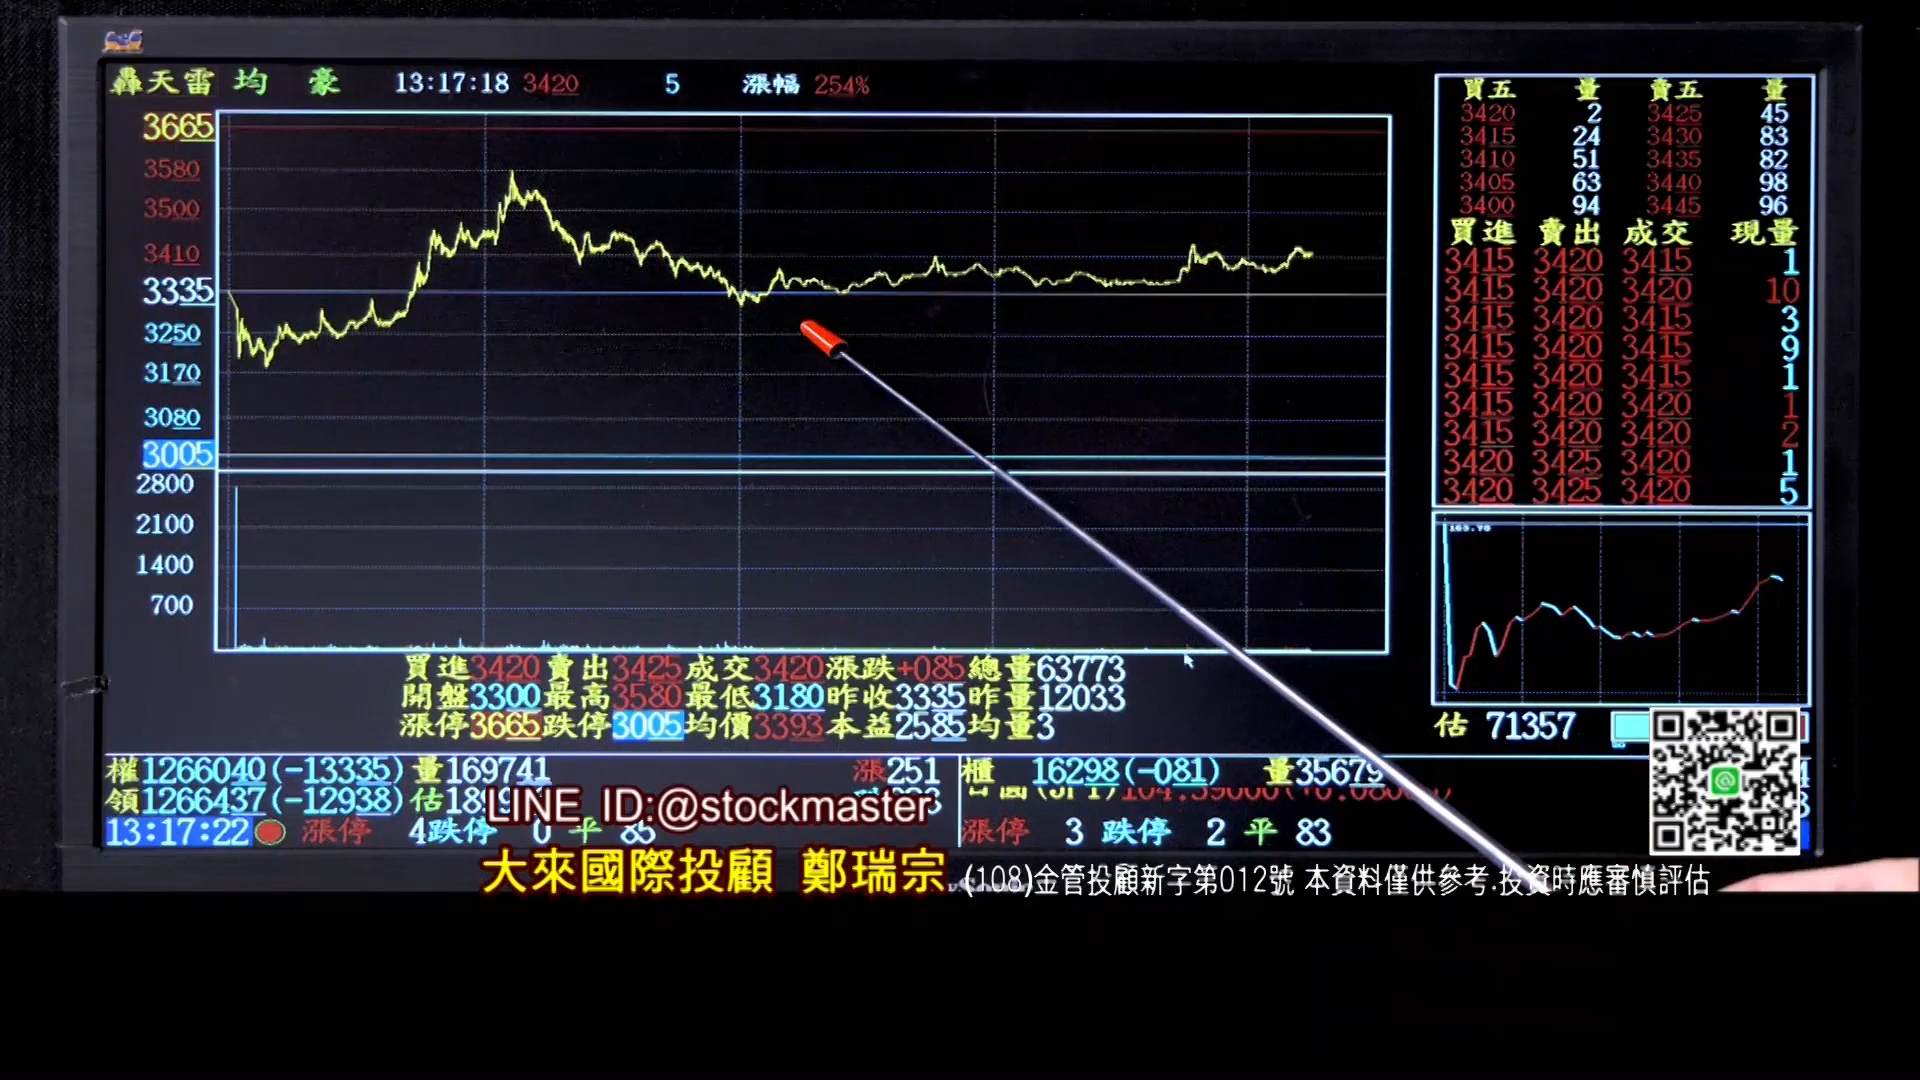 轟天雷 均 豪 13:17:18 3420 5 漲幅 254%
3665
3580
3500
3410
3335
3250
3170
3080
3005
2800
2100
1400
700
買五 量 賣五 量
3420 2 3425 45
3415 24 3430 83
3410 51 3435 82
3405 63 3440 98
3400 94 3445 96
買進 賣出 成交 現量
3415 3420 3415 1
3415 3420 3420 10
3415 3420 3415 3
3415 3420 3415 9
3415 3420 3415 1
3415 3420 3420 1
3415 3420 3420 2
3420 3425 3420 1
3420 3425 3420 5
估 71357
買進3420 賣出3425 成交3420 漲跌+085 總量63773
開盤3300 最高3580 最低3180 昨收3335 昨量12033
漲停3665 跌停3005 均價3393 本益2585 均量3
權1266040(-13335) 量169741 漲251 櫃 16298(-081) 量35679
領1266437(-12938) 估
13:17:22 漲停 4 跌停 0 平 85 漲停 3 跌停 2 平 83
LINE ID:@stockmaster
大來國際投顧 鄭瑞宗
(108)金管投顧新字第012號 本資料僅供參考.投資時應審慎評估